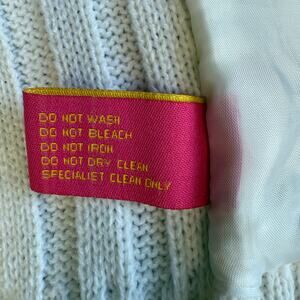 DO NOT WASH
DO NOT BLEACH
DO NOT IRON
DO NOT DRY CLEAN
SPECIALIST CLEAN ONLY